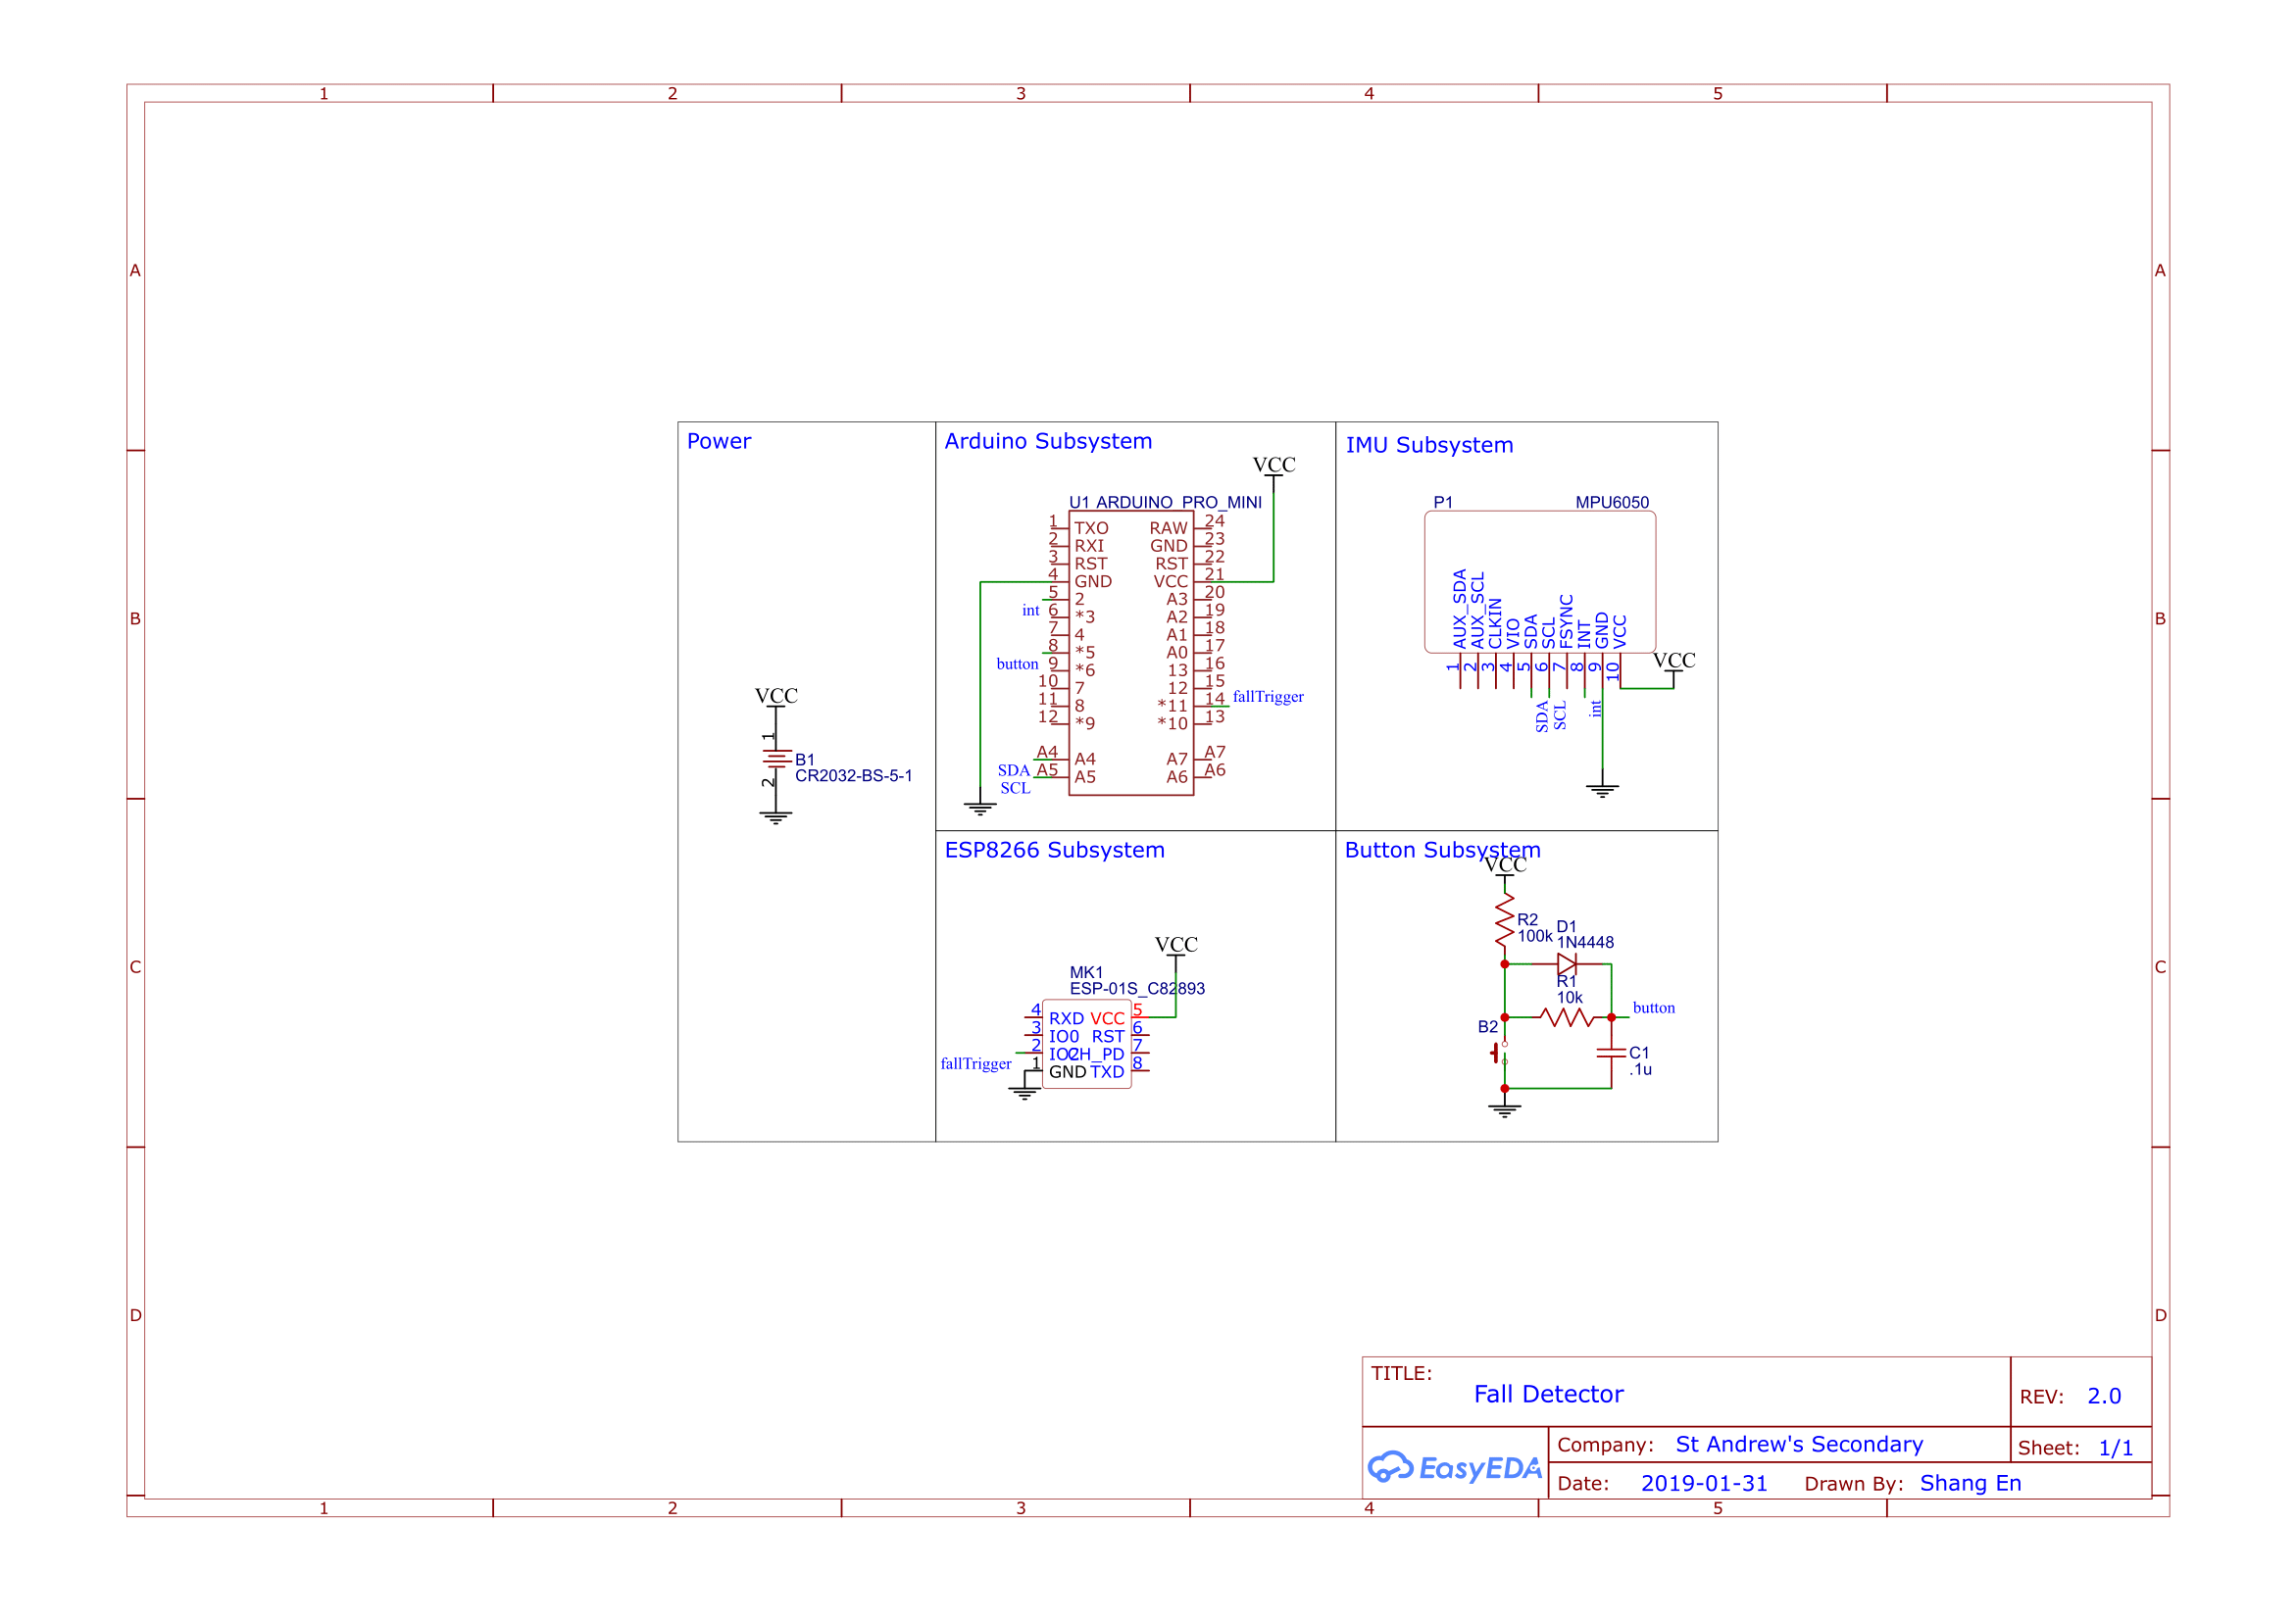 1 2 3 4 5
A A
B B
C C
D D
1 2 3 4 5
Power
VCC
1
B1
CR2032-BS-5-1
2
Arduino Subsystem
VCC
U1 ARDUINO_PRO_MINI
1 TXO RAW 24
2 RXI GND 23
3 RST RST 22
4 GND VCC 21
5 2 A3 20
int
6 *3 A2 19
7 4 A1 18
8 *5 A0 17
button
9 *6 13 16
10 7 12 15
11 8 *11 14
fallTrigger
12 *9 *10 13
A4 A4 A7 A7
SDA
A5 A5 A6 A6
SCL
IMU Subsystem
P1 MPU6050
AUX_SDA
AUX_SCL
CLKIN
VIO
SDA
SCL
FSYNC
INT
GND
VCC
1 2 3 4 5 6 7 8 9 10
VCC
SDA
SCL
int
ESP8266 Subsystem
VCC
MK1
ESP-01S_C82893
4 RXD VCC 5
3 IO0 RST 6
2 IO2 CH_PD 7
fallTrigger
1 GND TXD 8
Button Subsystem
VCC
R2
100k
D1
1N4448
R1
10k
button
B2
C1
.1u
TITLE:
Fall Detector
REV: 2.0
EasyEDA
Company: St Andrew's Secondary
Sheet: 1/1
Date: 2019-01-31 Drawn By: Shang En